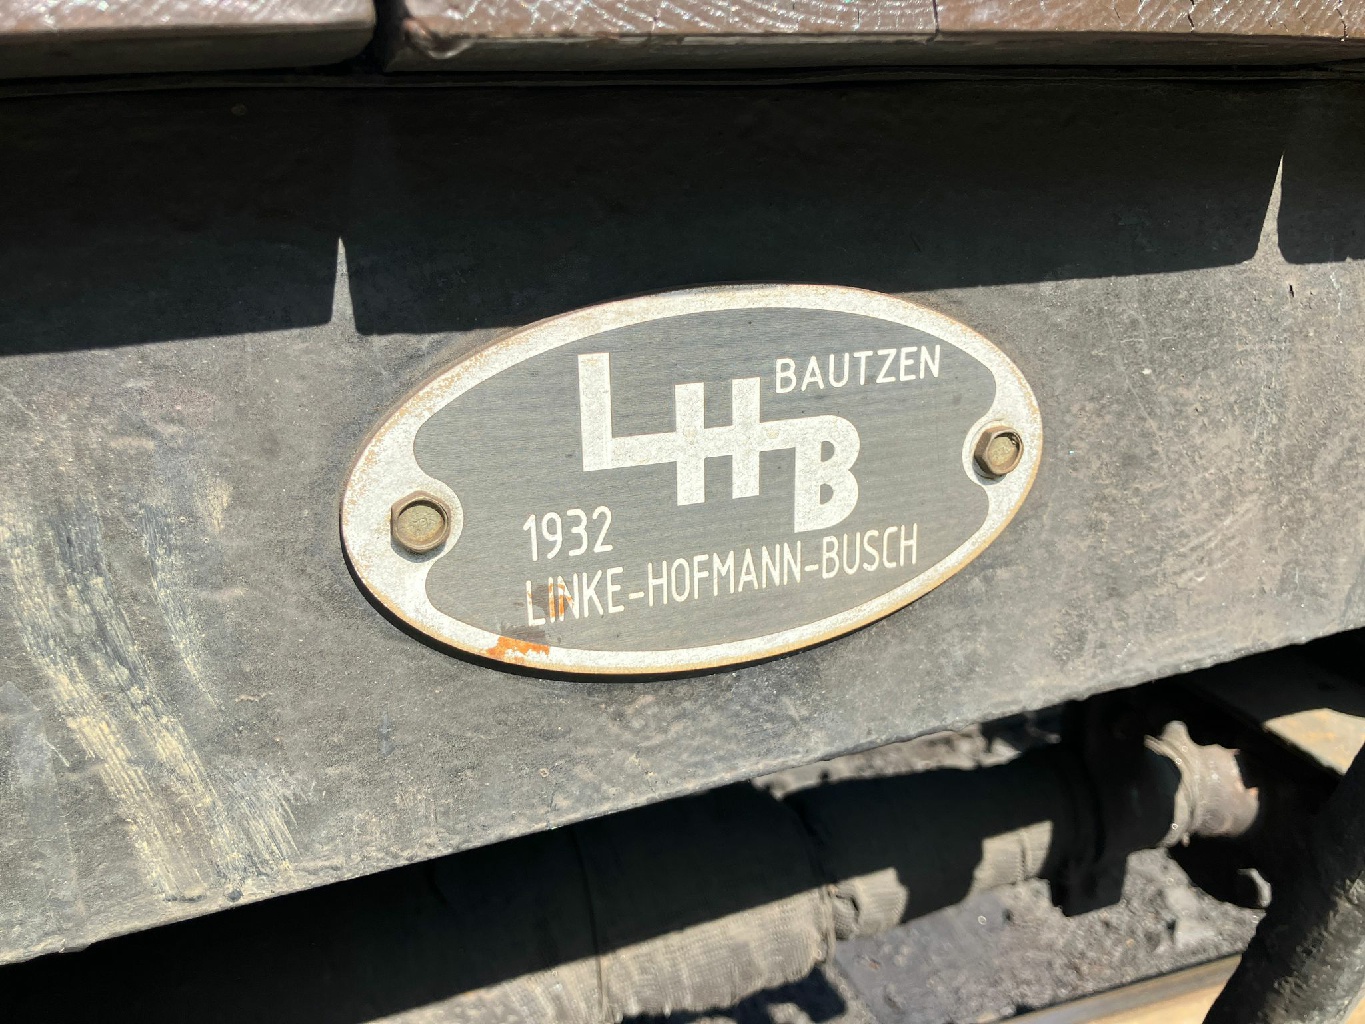 BAUTZEN
LHB
1932
LINKE-HOFMANN-BUSCH